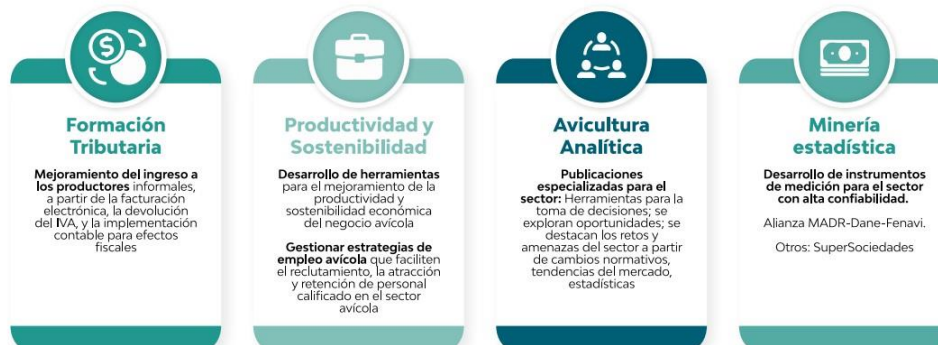 Formación
Tributaria
Mejoramiento del ingreso a
los productores informales,
a partir de la facturación
electrónica, la devolución
del IVA, y la implementación
contable para efectos
fiscales
Productividad y
Sostenibilidad
Desarrollo de herramientas
para el mejoramiento de la
productividad y
sostenibilidad económica
del negocio avícola
Gestionar estrategias de
empleo avícola que faciliten
el reclutamiento, la atracción
y retención de personal
calificado en el sector
avícola
Avicultura
Analítica
Publicaciones
especializadas para el
sector: Herramientas para la
toma de decisiones; se
exploran oportunidades; se
destacan los retos y
amenazas del sector a partir
de cambios normativos,
tendencias del mercado,
estadísticas
Minería
estadística
Desarrollo de instrumentos
de medición para el sector
con alta confiabilidad.
Alianza MADR-Dane-Fenavi.
Otros: SuperSociedades